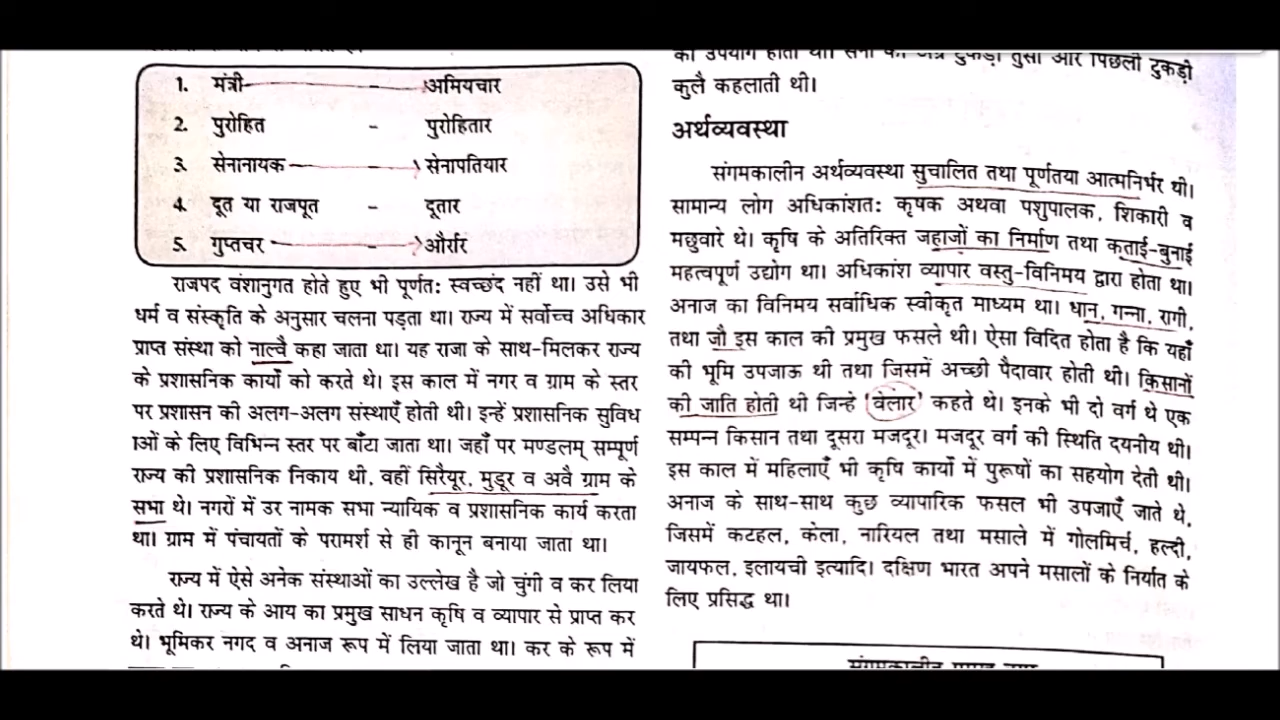 1. मंत्री - अमियचार
2. पुरोहित - पुरोहितार
3. सेनानायक - सेनापतियार
4. दूत या राजपूत - दूतार
5. गुप्तचर - और्रार
राजपद वंशानुगत होते हुए भी पूर्णत: स्वच्छंद नहीं था। उसे भी
धर्म व संस्कृति के अनुसार चलना पड़ता था। राज्य में सर्वोच्च अधिकार
प्राप्त संस्था को नाल्वै कहा जाता था। यह राजा के साथ-मिलकर राज्य
के प्रशासनिक कार्यों को करते थे। इस काल में नगर व ग्राम के स्तर
पर प्रशासन की अलग-अलग संस्थाएँ होती थी। इन्हें प्रशासनिक सुविध
ाओं के लिए विभिन्न स्तर पर बाँटा जाता था। जहाँ पर मण्डलम् सम्पूर्ण
राज्य की प्रशासनिक निकाय थी, वहीं सिरैयूर, मुडूर व अवै ग्राम के
सभा थे। नगरों में उर नामक सभा न्यायिक व प्रशासनिक कार्य करता
था। ग्राम में पंचायतों के परामर्श से ही कानून बनाया जाता था।
राज्य में ऐसे अनेक संस्थाओं का उल्लेख है जो चुंगी व कर लिया
करते थे। राज्य के आय का प्रमुख साधन कृषि व व्यापार से प्राप्त कर
थे। भूमिकर नगद व अनाज रूप में लिया जाता था। कर के रूप में
का उपयोग होता था। सेना की अग्र टुकड़ी तुसी और पिछली टुकड़ी
कुलै कहलाती थी।
अर्थव्यवस्था
संगमकालीन अर्थव्यवस्था सुचालित तथा पूर्णतया आत्मनिर्भर थी।
सामान्य लोग अधिकांशत: कृषक अथवा पशुपालक, शिकारी व
मछुवारे थे। कृषि के अतिरिक्त जहाजों का निर्माण तथा कताई-बुनाई
महत्वपूर्ण उद्योग था। अधिकांश व्यापार वस्तु-विनिमय द्वारा होता था।
अनाज का विनिमय सर्वाधिक स्वीकृत माध्यम था। धान, गन्ना, रागी,
तथा जौ इस काल की प्रमुख फसले थी। ऐसा विदित होता है कि यहाँ
की भूमि उपजाऊ थी तथा जिसमें अच्छी पैदावार होती थी। किसानों
की जाति होती थी जिन्हे 'वेलार' कहते थे। इनके भी दो वर्ग थे एक
सम्पन्न किसान तथा दूसरा मजदूर। मजदूर वर्ग की स्थिति दयनीय थी।
इस काल में महिलाएँ भी कृषि कार्यों में पुरूषों का सहयोग देती थी।
अनाज के साथ-साथ कुछ व्यापारिक फसल भी उपजाएँ जाते थे,
जिसमें कटहल, केला, नारियल तथा मसाले में गोलमिर्च, हल्दी,
जायफल, इलायची इत्यादि। दक्षिण भारत अपने मसालों के निर्यात के
लिए प्रसिद्ध था।